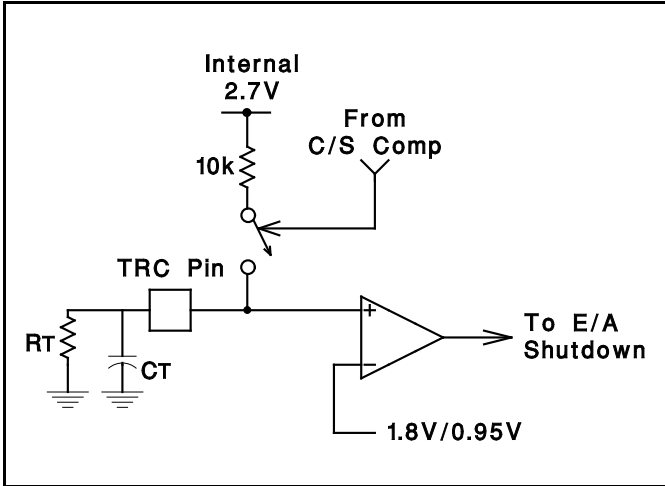 Internal
2.7V
From
C/S Comp
10k
TRC Pin
RT
CT
+
−
To E/A
Shutdown
1.8V/0.95V